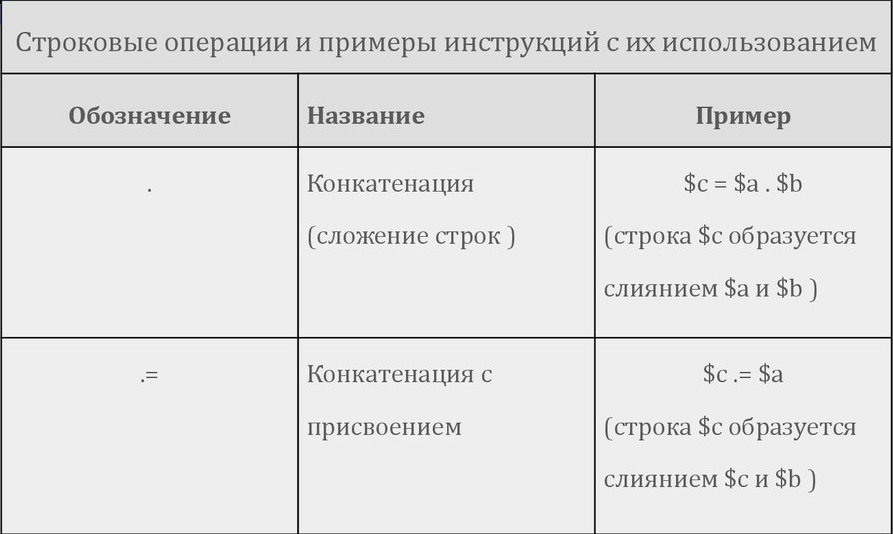 Строковые операции и примеры инструкций с их использованием
Обозначение
Название
Пример
.
Конкатенация
(сложение строк )
$c = $a . $b
(строка $c образуется
слиянием $a и $b )
.=
Конкатенация с
присвоением
$c .= $a
(строка $c образуется
слиянием $c и $b )